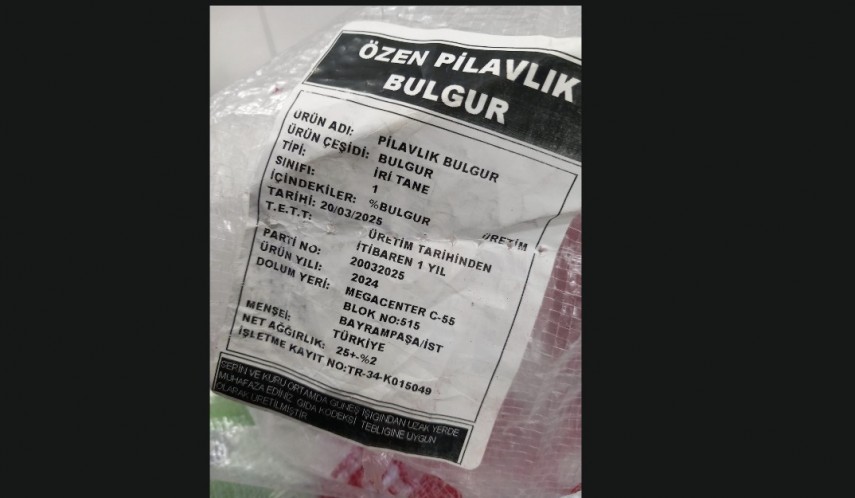 ÖZEN PİLAVLIK
BULGUR
ÜRÜN ADI: PİLAVLIK BULGUR
ÜRÜN ÇEŞİDİ: BULGUR
TİPİ: İRİ TANE
SINIFI: 1
İÇİNDEKİLER: %BULGUR
ÜRETİM
TARİHİ: 20/03/2025
T.E.T.T: ÜRETİM TARİHİNDEN
İTİBAREN 1 YIL
PARTİ NO: 20032025
ÜRÜN YILI: 2024
DOLUM YERİ: MEGACENTER C-55
BLOK NO:515
BAYRAMPAŞA/İST
MENŞEİ: TÜRKİYE
NET AĞIRLIK: 25+-%2
İŞLETME KAYIT NO:TR-34-K015049
SERİN VE KURU ORTAMDA GÜNEŞ IŞIGINDAN UZAK YERDE
MUHAFAZA EDİNİZ. GIDA KODEKSİ TEBLIGINE UYGUN
OLARAK ÜRETİLMİŞTİR